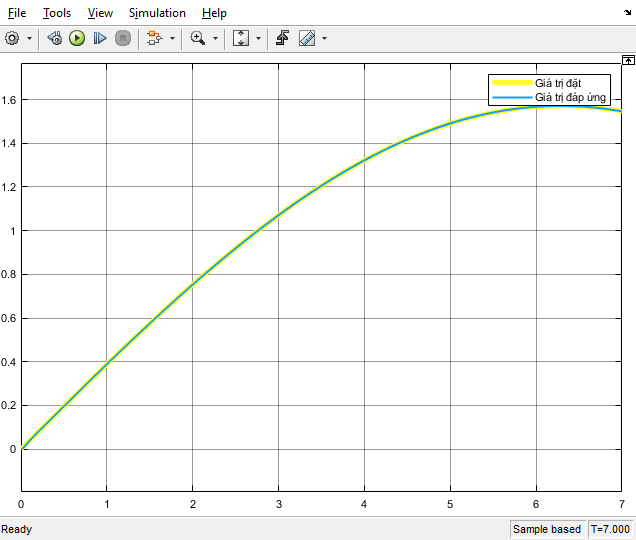 File Tools View Simulation Help
Giá trị đặt
Giá trị đáp ứng
1.6
1.4
1.2
1
0.8
0.6
0.4
0.2
0
0 1 2 3 4 5 6 7
Ready Sample based T=7.000